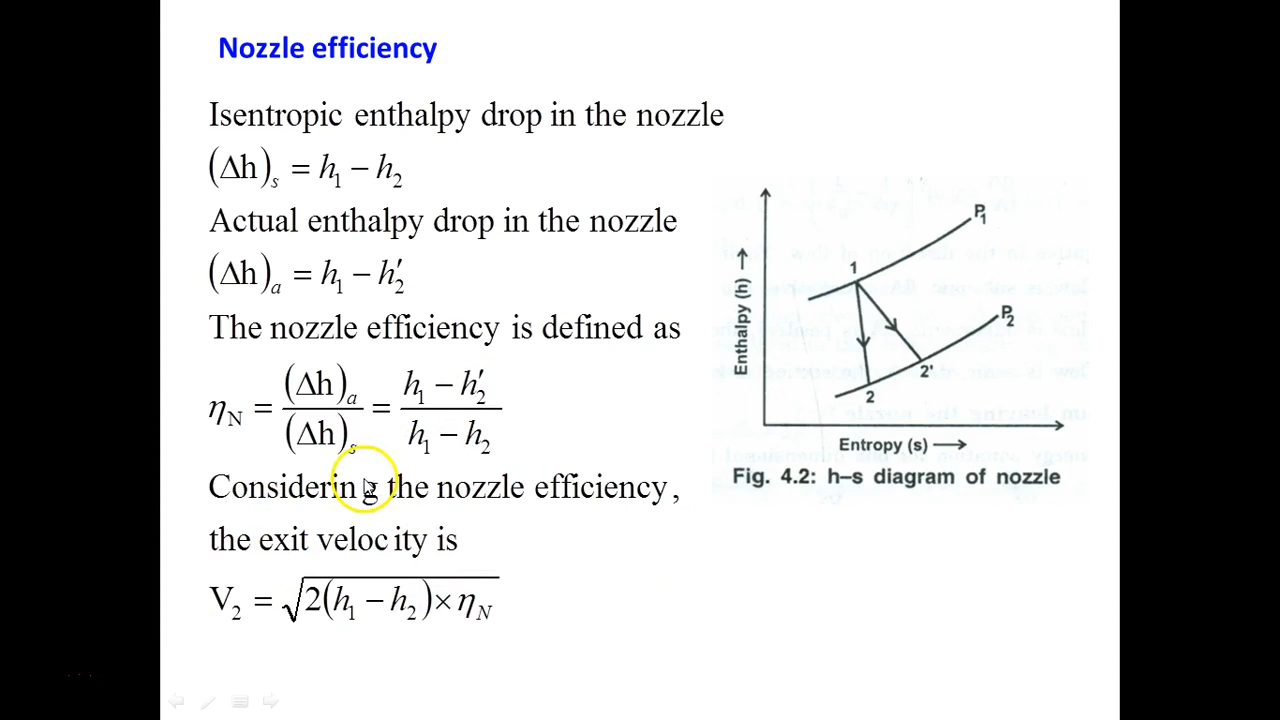 Nozzle efficiency
Isentropic enthalpy drop in the nozzle
(Δh)ₛ = h₁ − h₂
Actual enthalpy drop in the nozzle
(Δh)ₐ = h₁ − h₂′
The nozzle efficiency is defined as
η_N = (Δh)ₐ / (Δh)ₛ = (h₁ − h₂′) / (h₁ − h₂)
Considering the nozzle efficiency,
the exit velocity is
V₂ = √(2(h₁ − h₂) × η_N)
P₁
1
P₂
Enthalpy (h) →
2'
2
Entropy (s) →
Fig. 4.2: h–s diagram of nozzle